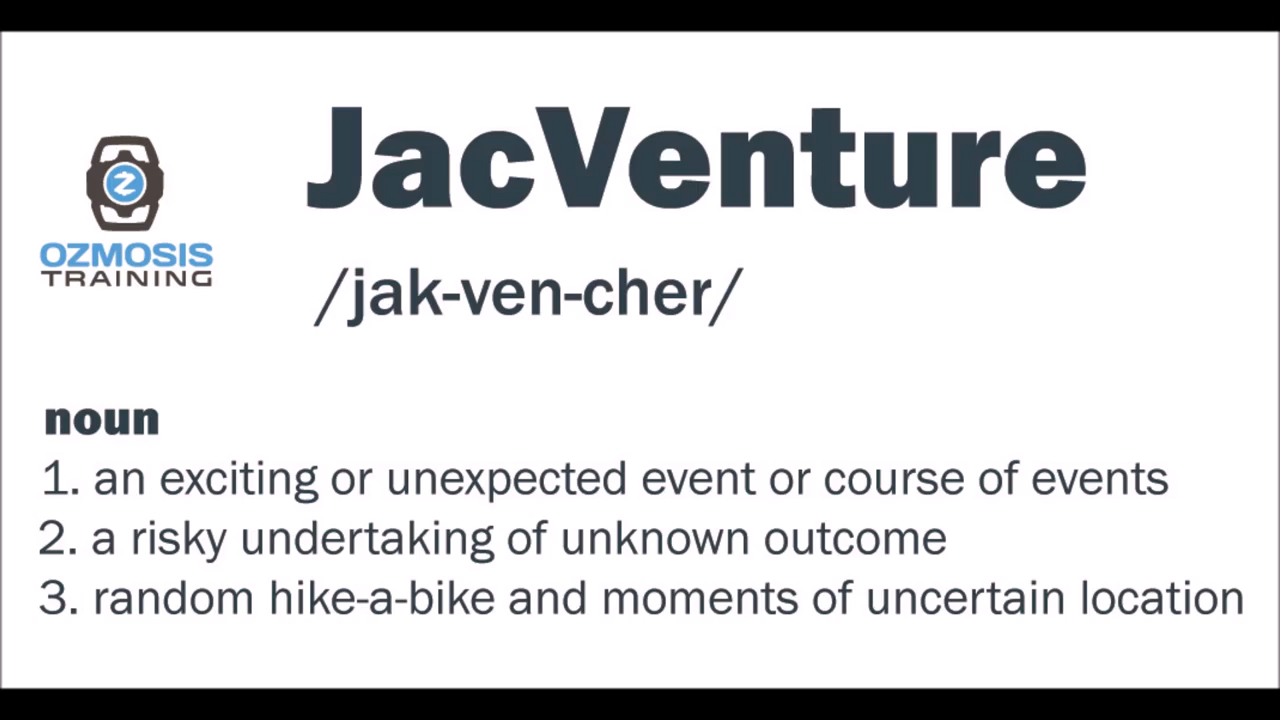 JacVenture
OZMOSIS
TRAINING
/jak-ven-cher/
noun
1. an exciting or unexpected event or course of events
2. a risky undertaking of unknown outcome
3. random hike-a-bike and moments of uncertain location